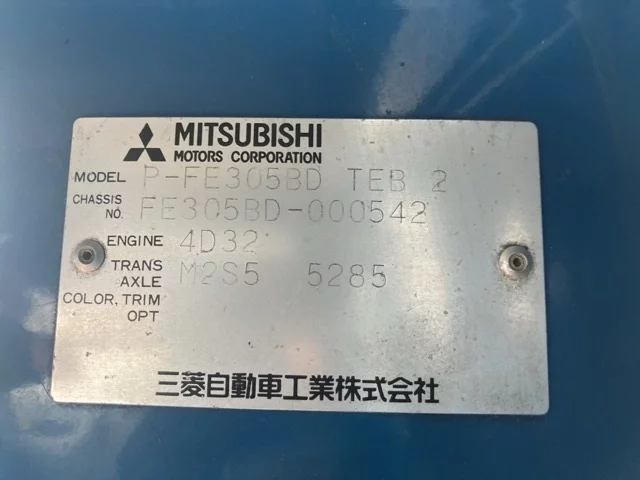 MITSUBISHI
MOTORS CORPORATION
MODEL P-FE305BD TEB 2
CHASSIS NO. FE305BD-000542
ENGINE 4D32
TRANS AXLE M2S5 5285
COLOR, TRIM
OPT
三菱自動車工業株式会社